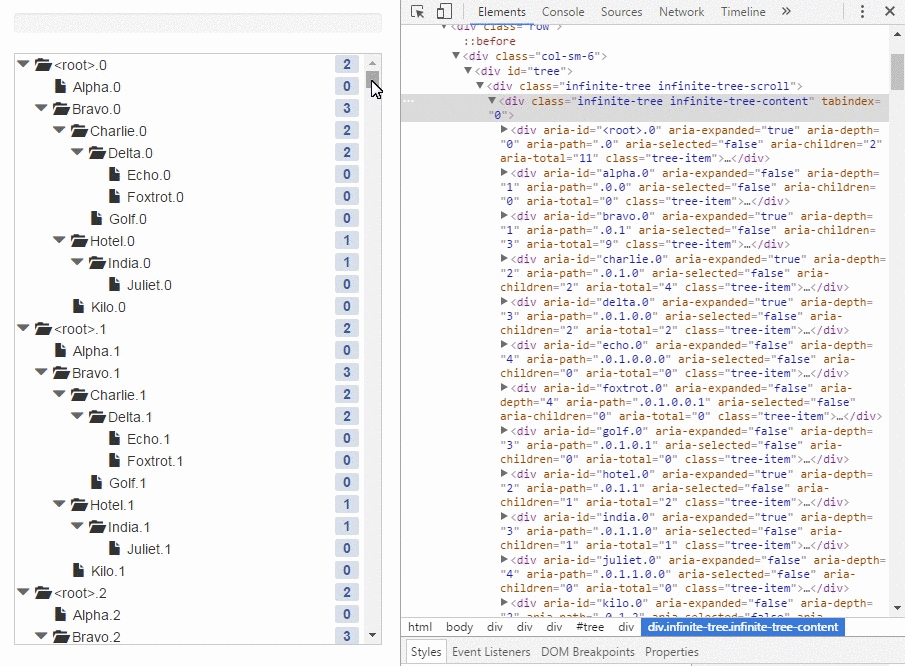 <root>.0 2
Alpha.0 0
Bravo.0 3
Charlie.0 2
Delta.0 2
Echo.0 0
Foxtrot.0 0
Golf.0 0
Hotel.0 1
India.0 1
Juliet.0 0
Kilo.0 0
<root>.1 2
Alpha.1 0
Bravo.1 3
Charlie.1 2
Delta.1 2
Echo.1 0
Foxtrot.1 0
Golf.1 0
Hotel.1 1
India.1 1
Juliet.1 0
Kilo.1 0
<root>.2 2
Alpha.2 0
Bravo.2 3
Elements Console Sources Network Timeline »
<div class="row">
::before
<div class="col-sm-6">
<div id="tree">
<div class="infinite-tree infinite-tree-scroll">
<div class="infinite-tree infinite-tree-content" tabindex=
"0">
<div aria-id="<root>.0" aria-expanded="true" aria-depth=
"0" aria-path=".0" aria-selected="false" aria-children="2"
aria-total="11" class="tree-item">…</div>
<div aria-id="alpha.0" aria-expanded="false" aria-depth=
"1" aria-path=".0.0" aria-selected="false" aria-children=
"0" aria-total="0" class="tree-item">…</div>
<div aria-id="bravo.0" aria-expanded="true" aria-depth=
"1" aria-path=".0.1" aria-selected="false" aria-children=
"3" aria-total="9" class="tree-item">…</div>
<div aria-id="charlie.0" aria-expanded="true" aria-depth=
"2" aria-path=".0.1.0" aria-selected="false" aria-
children="2" aria-total="4" class="tree-item">…</div>
<div aria-id="delta.0" aria-expanded="true" aria-depth=
"3" aria-path=".0.1.0.0" aria-selected="false" aria-
children="2" aria-total="2" class="tree-item">…</div>
<div aria-id="echo.0" aria-expanded="false" aria-depth=
"4" aria-path=".0.1.0.0.0" aria-selected="false" aria-
children="0" aria-total="0" class="tree-item">…</div>
<div aria-id="foxtrot.0" aria-expanded="false" aria-
depth="4" aria-path=".0.1.0.0.1" aria-selected="false"
aria-children="0" aria-total="0" class="tree-item">…</div>
<div aria-id="golf.0" aria-expanded="false" aria-depth=
"3" aria-path=".0.1.0.1" aria-selected="false" aria-
children="0" aria-total="0" class="tree-item">…</div>
<div aria-id="hotel.0" aria-expanded="true" aria-depth=
"2" aria-path=".0.1.1" aria-selected="false" aria-
children="1" aria-total="2" class="tree-item">…</div>
<div aria-id="india.0" aria-expanded="true" aria-depth=
"3" aria-path=".0.1.1.0" aria-selected="false" aria-
children="1" aria-total="1" class="tree-item">…</div>
<div aria-id="juliet.0" aria-expanded="false" aria-depth=
"4" aria-path=".0.1.1.0.0" aria-selected="false" aria-
children="0" aria-total="0" class="tree-item">…</div>
<div aria-id="kilo.0" aria-expanded="false" aria-depth=
html body div div div #tree div div.infinite-tree.infinite-tree-content
Styles Event Listeners DOM Breakpoints Properties